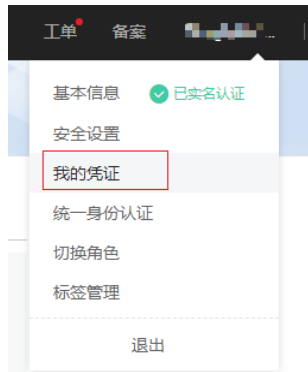 工单 备案
基本信息 已实名认证
安全设置
我的凭证
统一身份认证
切换角色
标签管理
退出